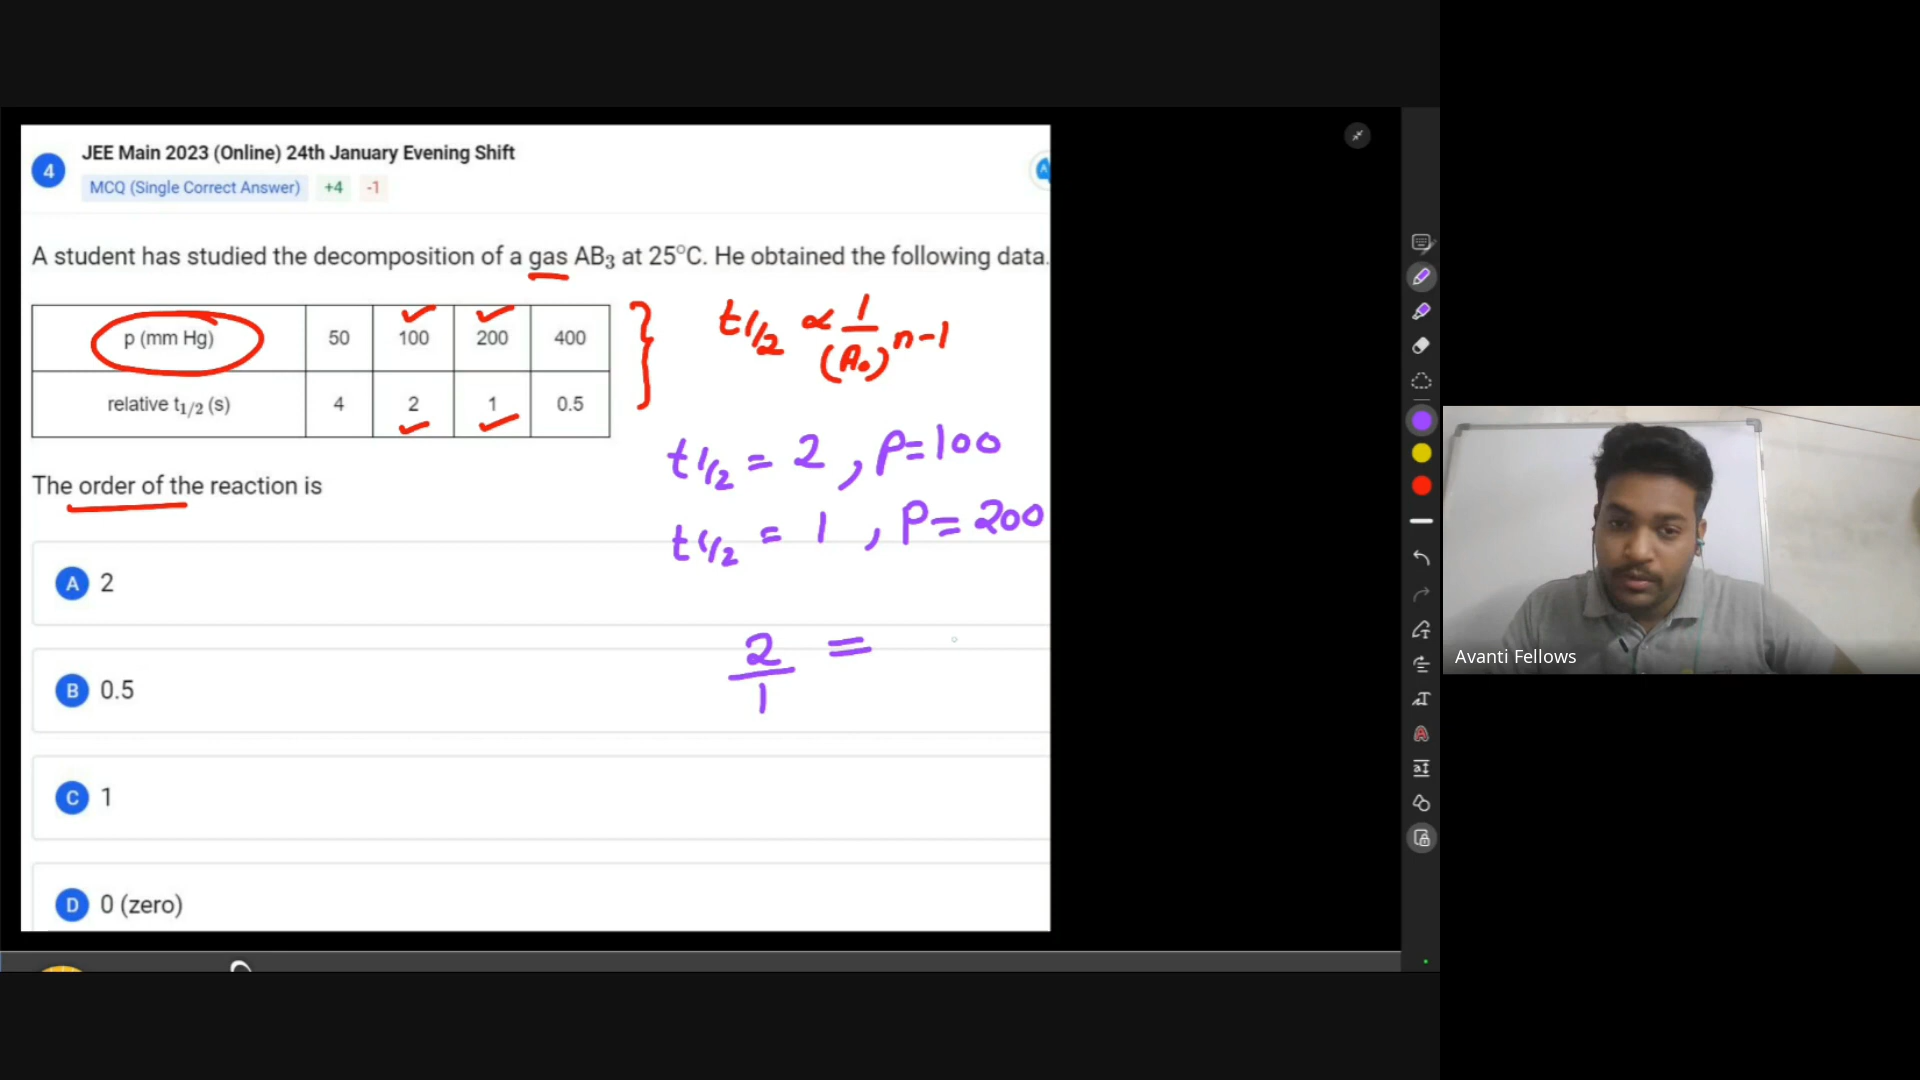 4
JEE Main 2023 (Online) 24th January Evening Shift
MCQ (Single Correct Answer) +4 -1
A student has studied the decomposition of a gas AB₃ at 25°C. He obtained the following data.
p (mm Hg) 50 100 200 400
relative t₁/₂ (s) 4 2 1 0.5
t1/2 ∝ 1/(A₀)ⁿ⁻¹
t1/2 = 2 , P=100
t1/2 = 1 , P=200
The order of the reaction is
A 2
2/1 =
B 0.5
C 1
D 0 (zero)
Avanti Fellows